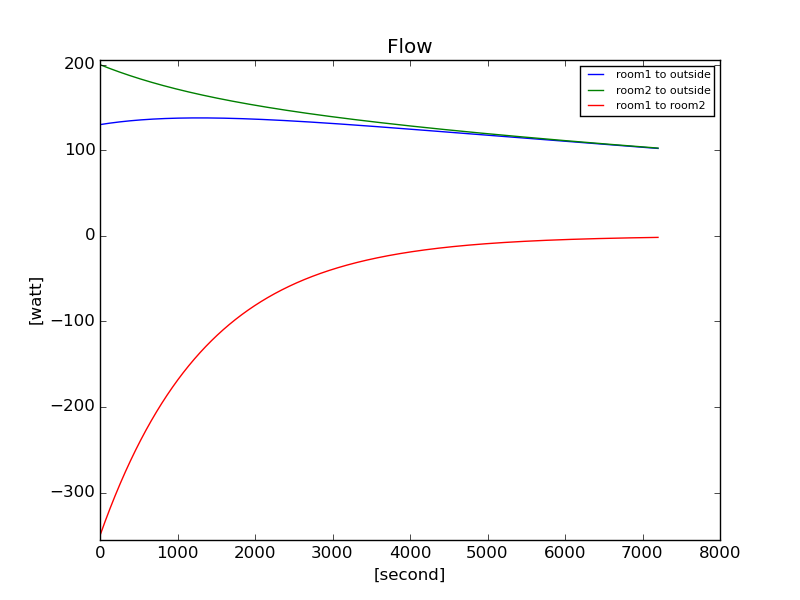 Flow
room1 to outside
room2 to outside
room1 to room2
200
100
0
−100
−200
−300
[watt]
0 1000 2000 3000 4000 5000 6000 7000 8000
[second]